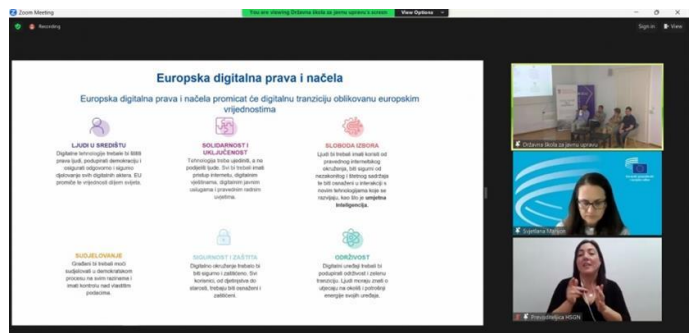 Zoom Meeting
You are viewing Državna škola za javnu upravu's screen
View Options
Recording
Sign in
View
Europska digitalna prava i načela
Europska digitalna prava i načela promicat će digitalnu tranziciju oblikovanu europskim
vrijednostima
LJUDI U SREDIŠTU
Digitalne tehnologije trebale bi štititi
prava ljudi, podupirati demokraciju i
osigurati odgovorno i sigurno
djelovanje svih digitalnih aktera. EU
promiče te vrijednosti diljem svijeta.
SOLIDARNOST I
UKLJUČENOST
Tehnologija treba ujediniti, a ne
podijeliti ljude. Svi bi trebali imati
pristup internetu, digitalnim
vještinama, digitalnim javnim
uslugama i pravednim radnim
uvjetima.
SLOBODA IZBORA
Ljudi bi trebali imati koristi od
pravednog internetskog
okruženja, biti sigurni od
nezakonitog i štetnog sadržaja
te biti osnaženi u interakciji s
novim tehnologijama koje se
razvijaju, kao što je umjetna
inteligencija.
SUDJELOVANJE
Građani bi trebali moći
sudjelovati u demokratskom
procesu na svim razinama i
imati kontrolu nad vlastitim
podacima.
SIGURNOST I ZAŠTITA
Digitalno okruženje trebalo bi
biti sigurno i zaštićeno. Svi
korisnici, od djetinjstva do
starosti, trebaju biti osnaženi i
zaštićeni.
ODRŽIVOST
Digitalni uređaji trebali bi
podupirati održivost i zelenu
tranziciju. Ljudi moraju znati o
utjecaju na okoliš i potrošnji
energije svojih uređaja.
Državna škola za javnu upravu
Svjetlana Marijon
Prevoditeljica HSGN